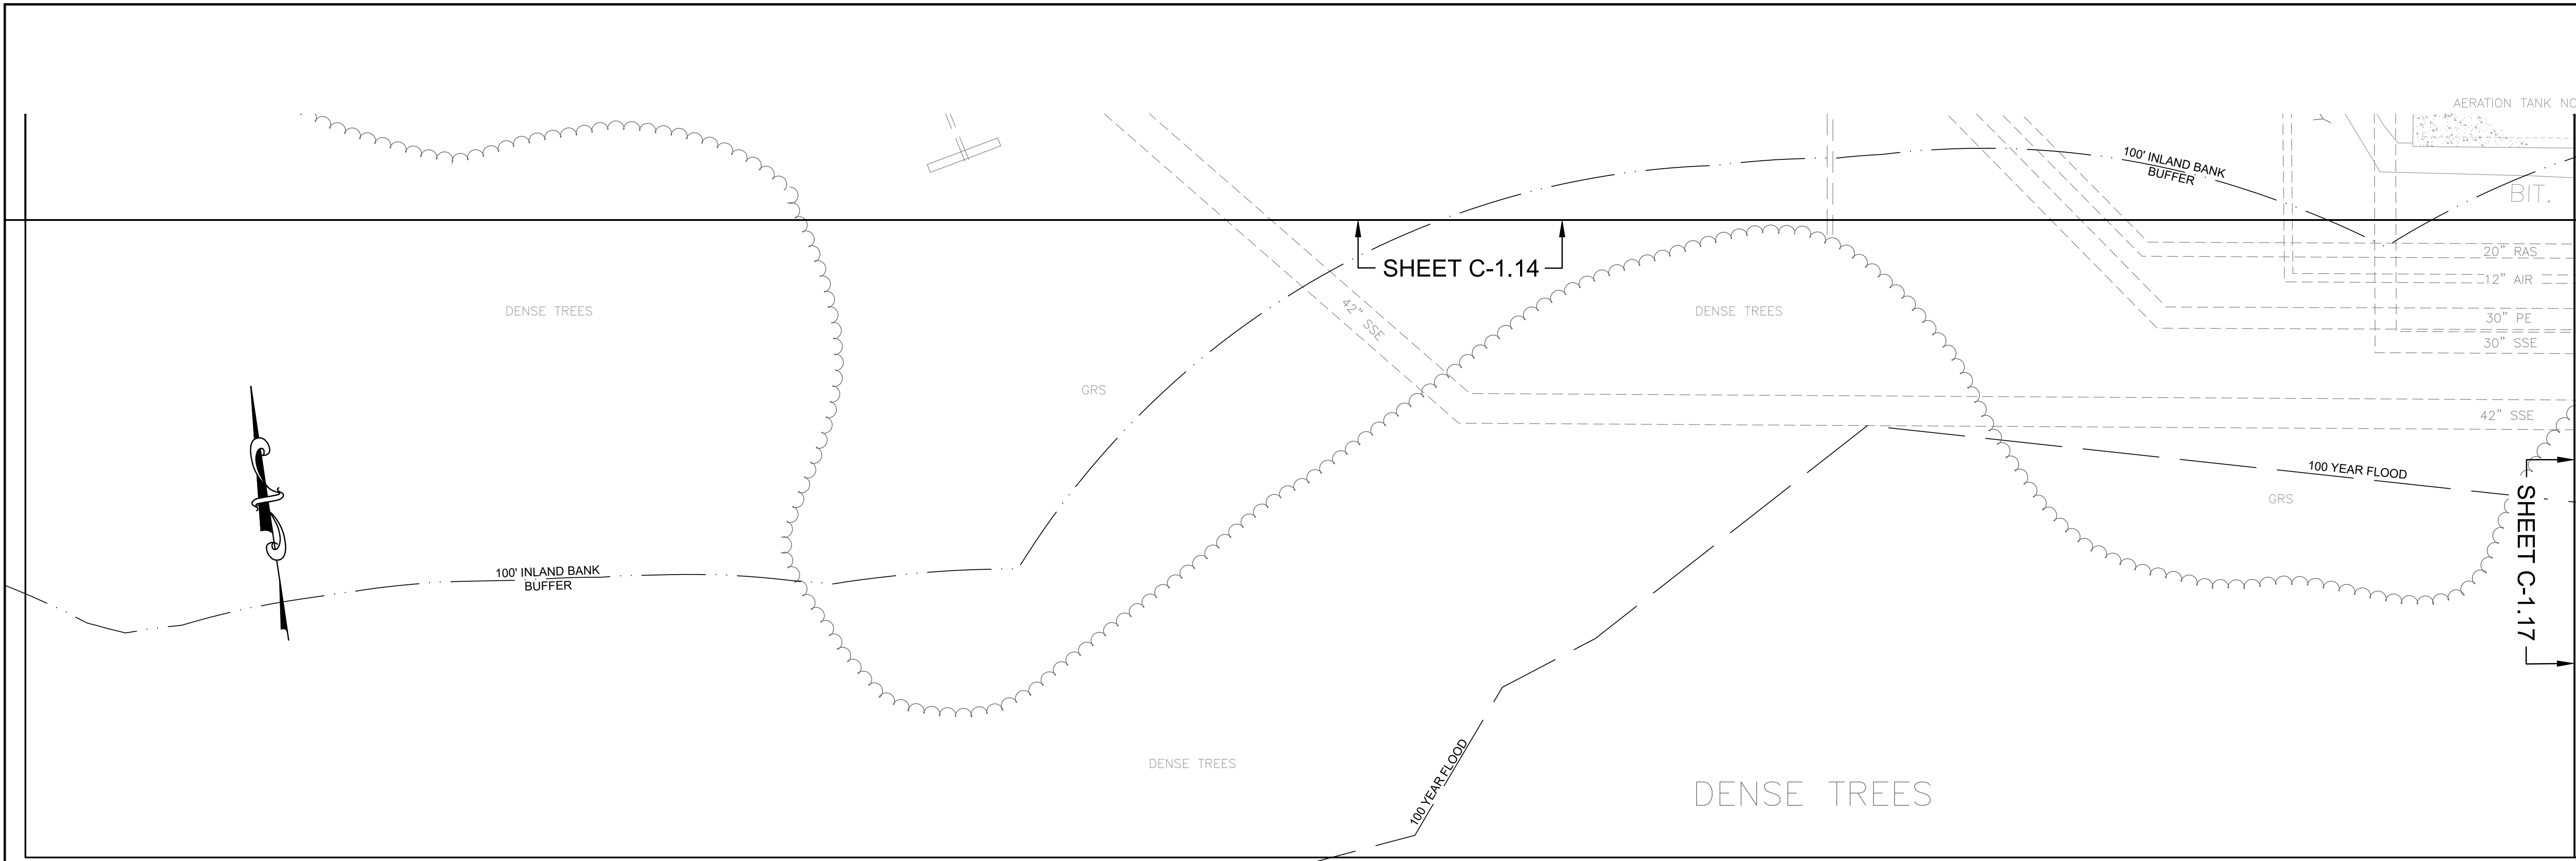 AERATION TANK NO
100' INLAND BANK
BUFFER
BIT.
20" RAS
SHEET C-1.14
12" AIR
42" SSE
DENSE TREES
DENSE TREES
30" PE
30" SSE
GRS
42" SSE
100 YEAR FLOOD
GRS
SHEET C-1.17
100' INLAND BANK
BUFFER
DENSE TREES
100 YEAR FLOOD
DENSE TREES